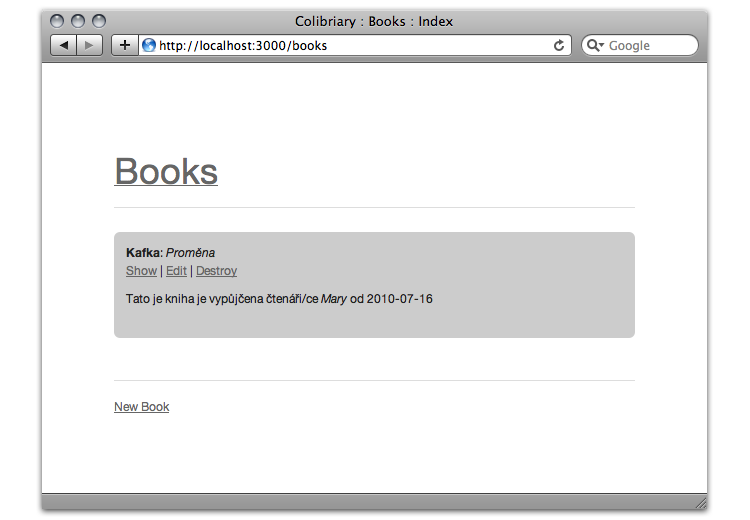 Colibriary : Books : Index
http://localhost:3000/books
Google
Books
Kafka: Proměna
Show | Edit | Destroy
Tato je kniha je vypůjčena čtenáři/ce Mary od 2010-07-16
New Book